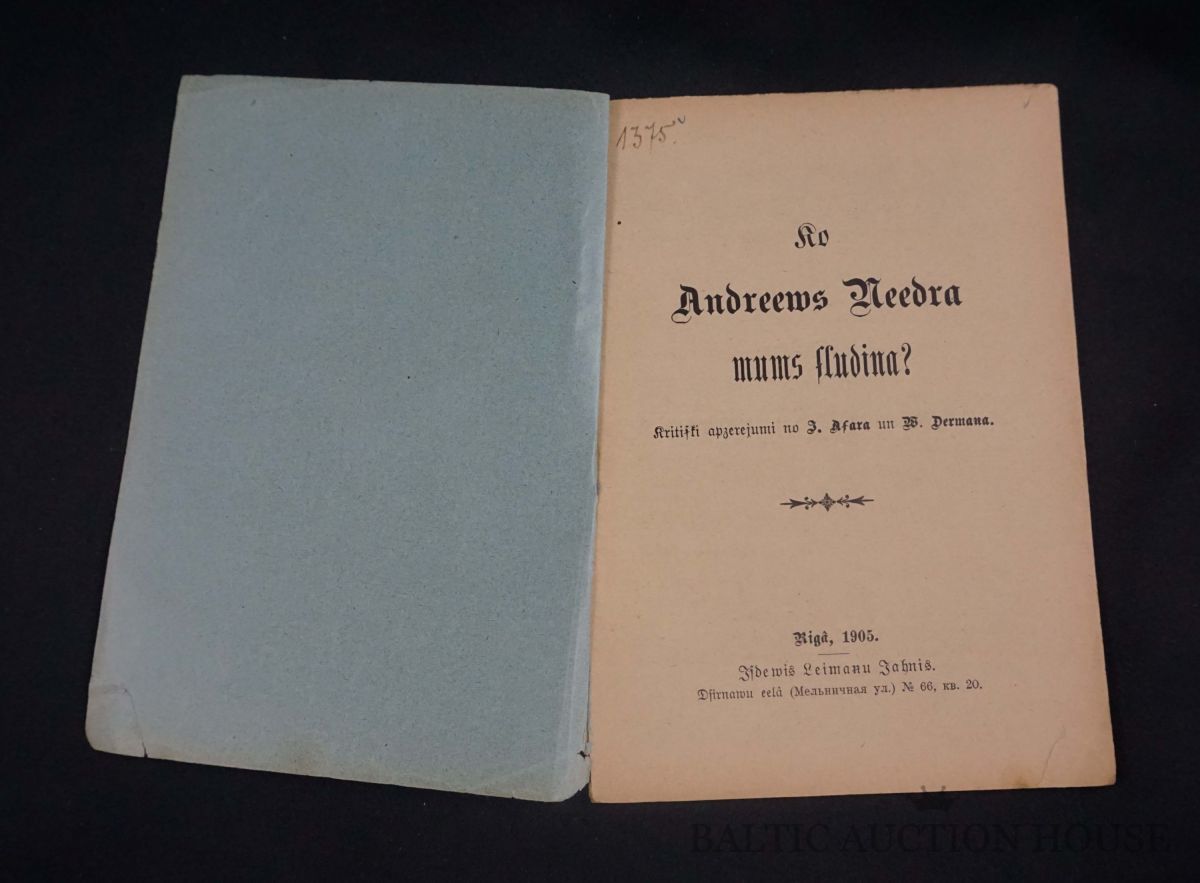 1375.
Ko
Andreews Needra
mums ſludina?
Kritiſki apzerejumi no J. Aſara un W. Dermana.
Rigâ, 1905.
Iſdewis Leimanu Jahnis.
Dſirnawu eelâ (Мельничная ул.) № 66, кв. 20.
BALTIC AUCTION HOUSE